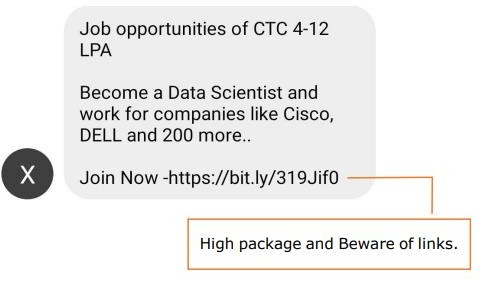 Job opportunities of CTC 4-12
LPA
Become a Data Scientist and
work for companies like Cisco,
DELL and 200 more..
X
Join Now -https://bit.ly/319Jif0
High package and Beware of links.